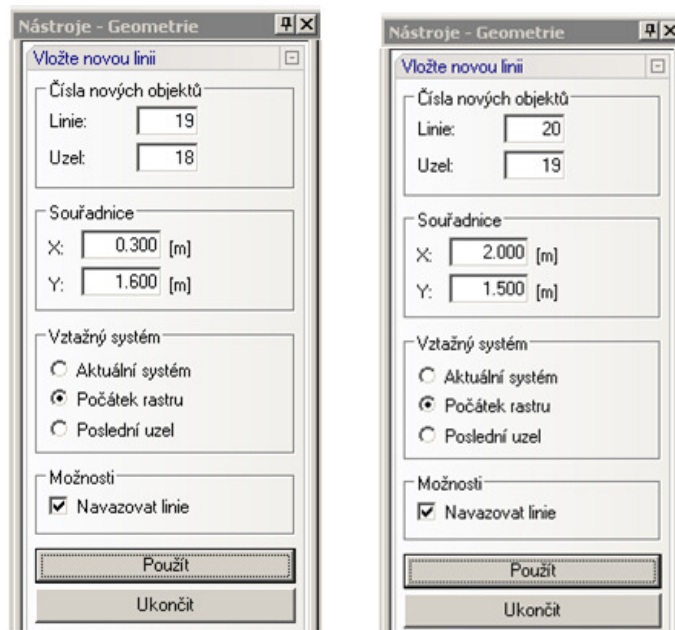 Nástroje - Geometrie
Vložte novou linii
Čísla nových objektů
Linie: 19
Uzel: 18
Souřadnice
X: 0.300 [m]
Y: 1.600 [m]
Vztažný systém
Aktuální systém
Počátek rastru
Poslední uzel
Možnosti
Navazovat linie
Použít
Ukončit
Nástroje - Geometrie
Vložte novou linii
Čísla nových objektů
Linie: 20
Uzel: 19
Souřadnice
X: 2.000 [m]
Y: 1.500 [m]
Vztažný systém
Aktuální systém
Počátek rastru
Poslední uzel
Možnosti
Navazovat linie
Použít
Ukončit